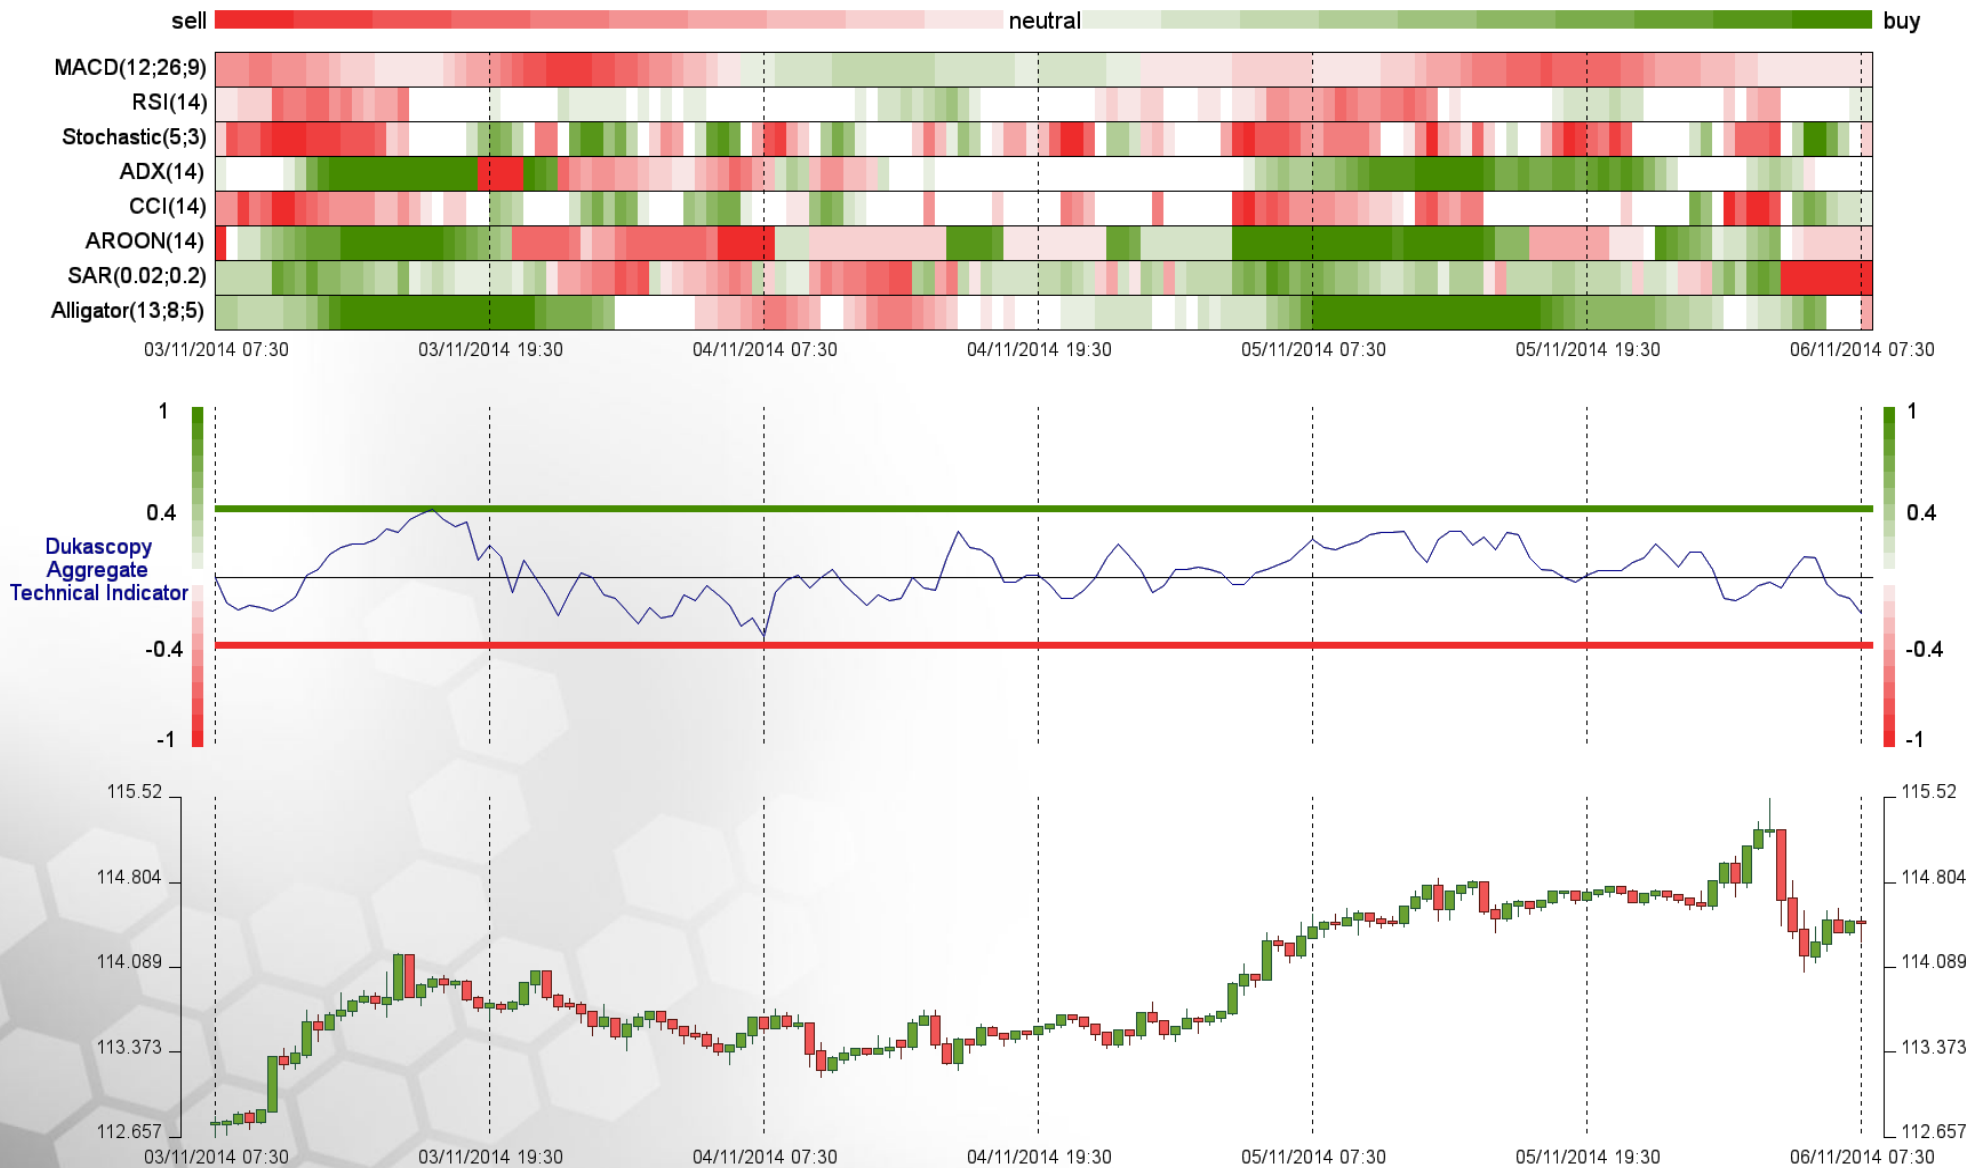 sell neutral buy
MACD(12;26;9)
RSI(14)
Stochastic(5;3)
ADX(14)
CCI(14)
AROON(14)
SAR(0.02;0.2)
Alligator(13;8;5)
03/11/2014 07:30 03/11/2014 19:30 04/11/2014 07:30 04/11/2014 19:30 05/11/2014 07:30 05/11/2014 19:30 06/11/2014 07:30
1 1
0.4 0.4
Dukascopy
Aggregate
Technical Indicator
-0.4 -0.4
-1 -1
115.52 115.52
114.804 114.804
114.089 114.089
113.373 113.373
112.657 112.657
03/11/2014 07:30 03/11/2014 19:30 04/11/2014 07:30 04/11/2014 19:30 05/11/2014 07:30 05/11/2014 19:30 06/11/2014 07:30